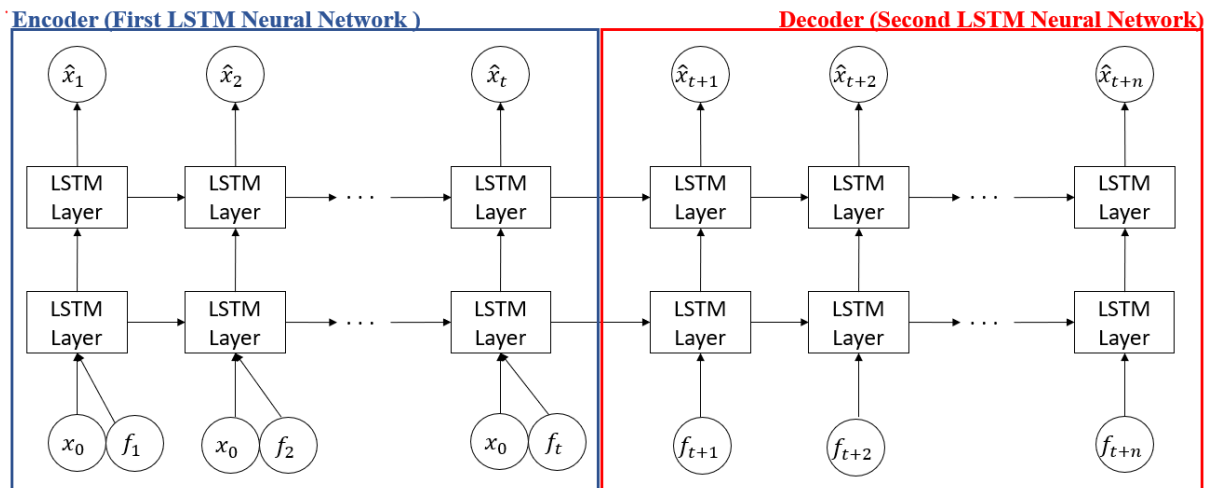 Encoder (First LSTM Neural Network )
Decoder (Second LSTM Neural Network)
x̂₁ x̂₂ x̂ₜ x̂ₜ₊₁ x̂ₜ₊₂ x̂ₜ₊ₙ
LSTM LSTM LSTM LSTM LSTM LSTM
Layer Layer ... Layer Layer Layer ... Layer
LSTM LSTM LSTM LSTM LSTM LSTM
Layer Layer ... Layer Layer Layer ... Layer
x₀ f₁ x₀ f₂ x₀ fₜ fₜ₊₁ fₜ₊₂ fₜ₊ₙ